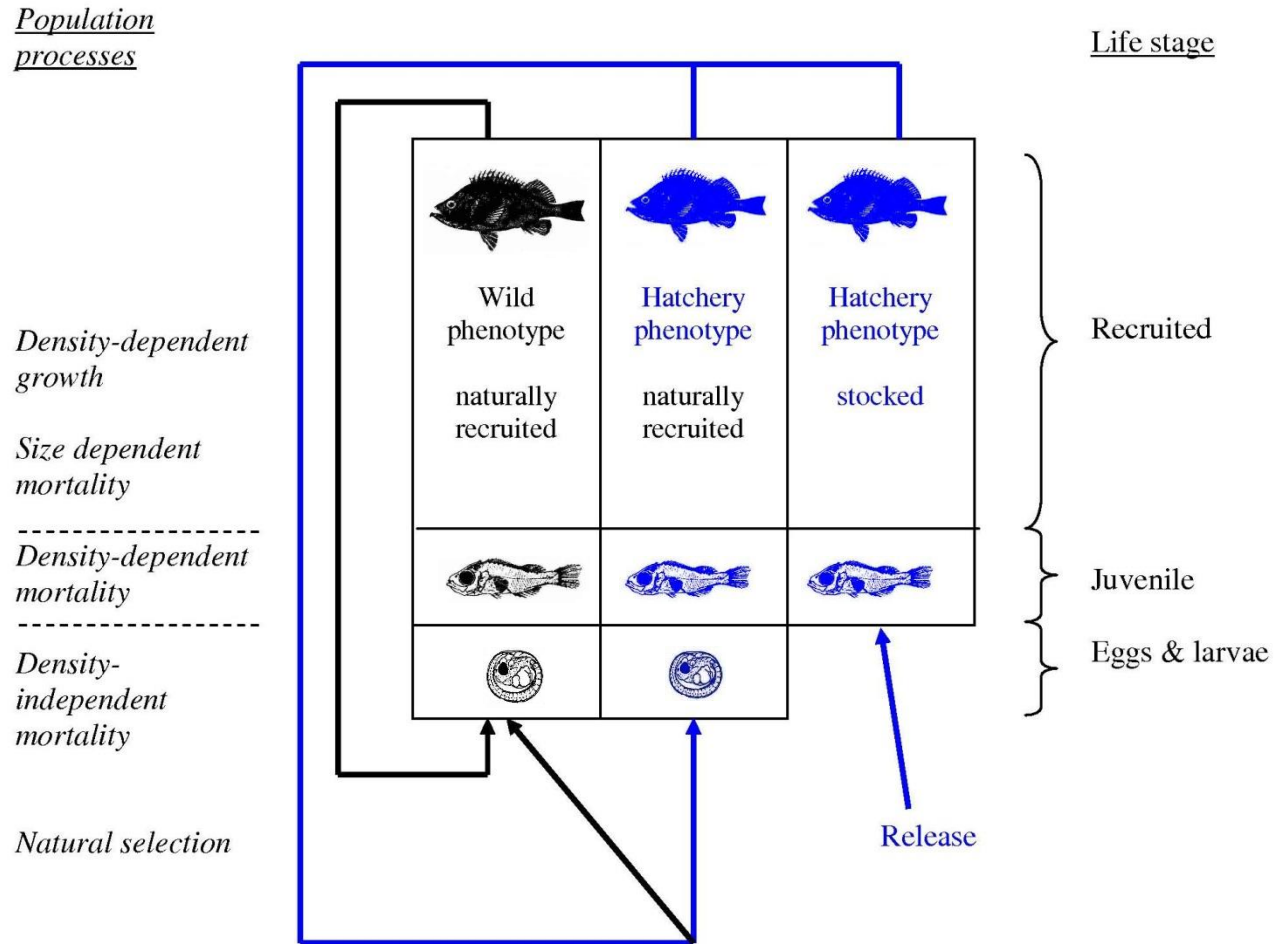 Population
processes
Life stage
Wild
phenotype
naturally
recruited
Hatchery
phenotype
naturally
recruited
Hatchery
phenotype
stocked
Density-dependent
growth
Size dependent
mortality
Recruited
Density-dependent
mortality
Juvenile
Density-
independent
mortality
Eggs & larvae
Natural selection
Release